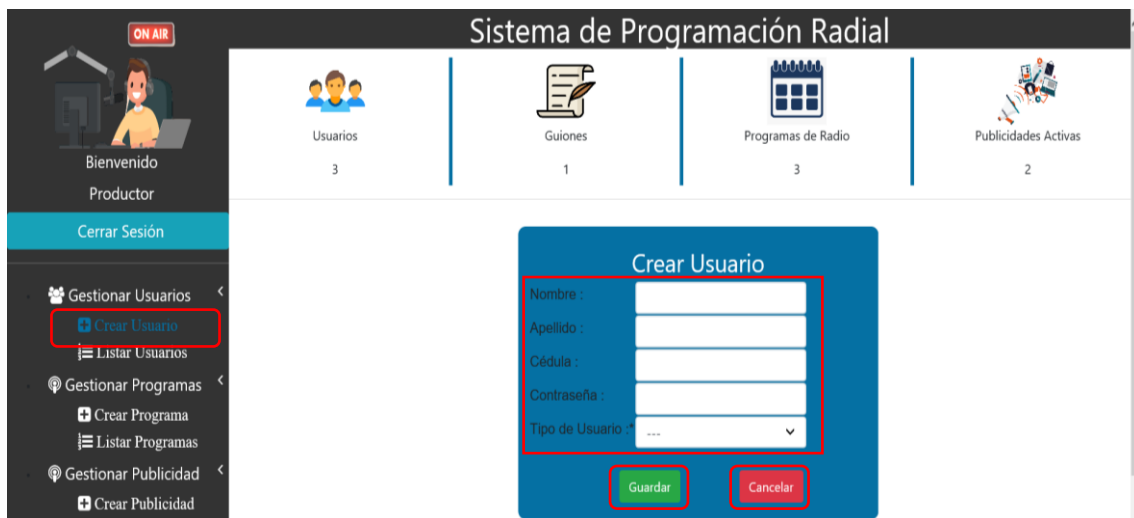 ON AIR
Sistema de Programación Radial
Usuarios
Guiones
Programas de Radio
Publicidades Activas
3
1
3
2
Bienvenido
Productor
Cerrar Sesión
Gestionar Usuarios
Crear Usuario
Listar Usuarios
Gestionar Programas
Crear Programa
Listar Programas
Gestionar Publicidad
Crear Publicidad
Crear Usuario
Nombre :
Apellido :
Cédula :
Contraseña :
Tipo de Usuario :* ---
Guardar Cancelar